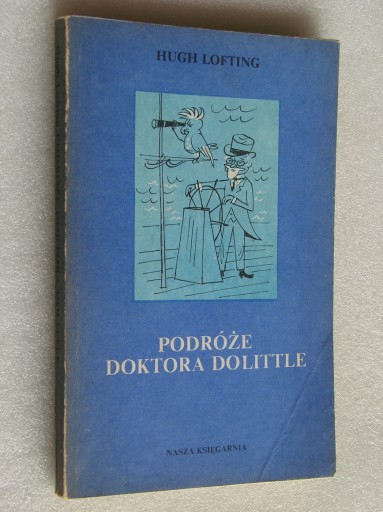 HUGH LOFTING
PODRÓŻE
DOKTORA DOLITTLE
NASZA KSIĘGARNIA